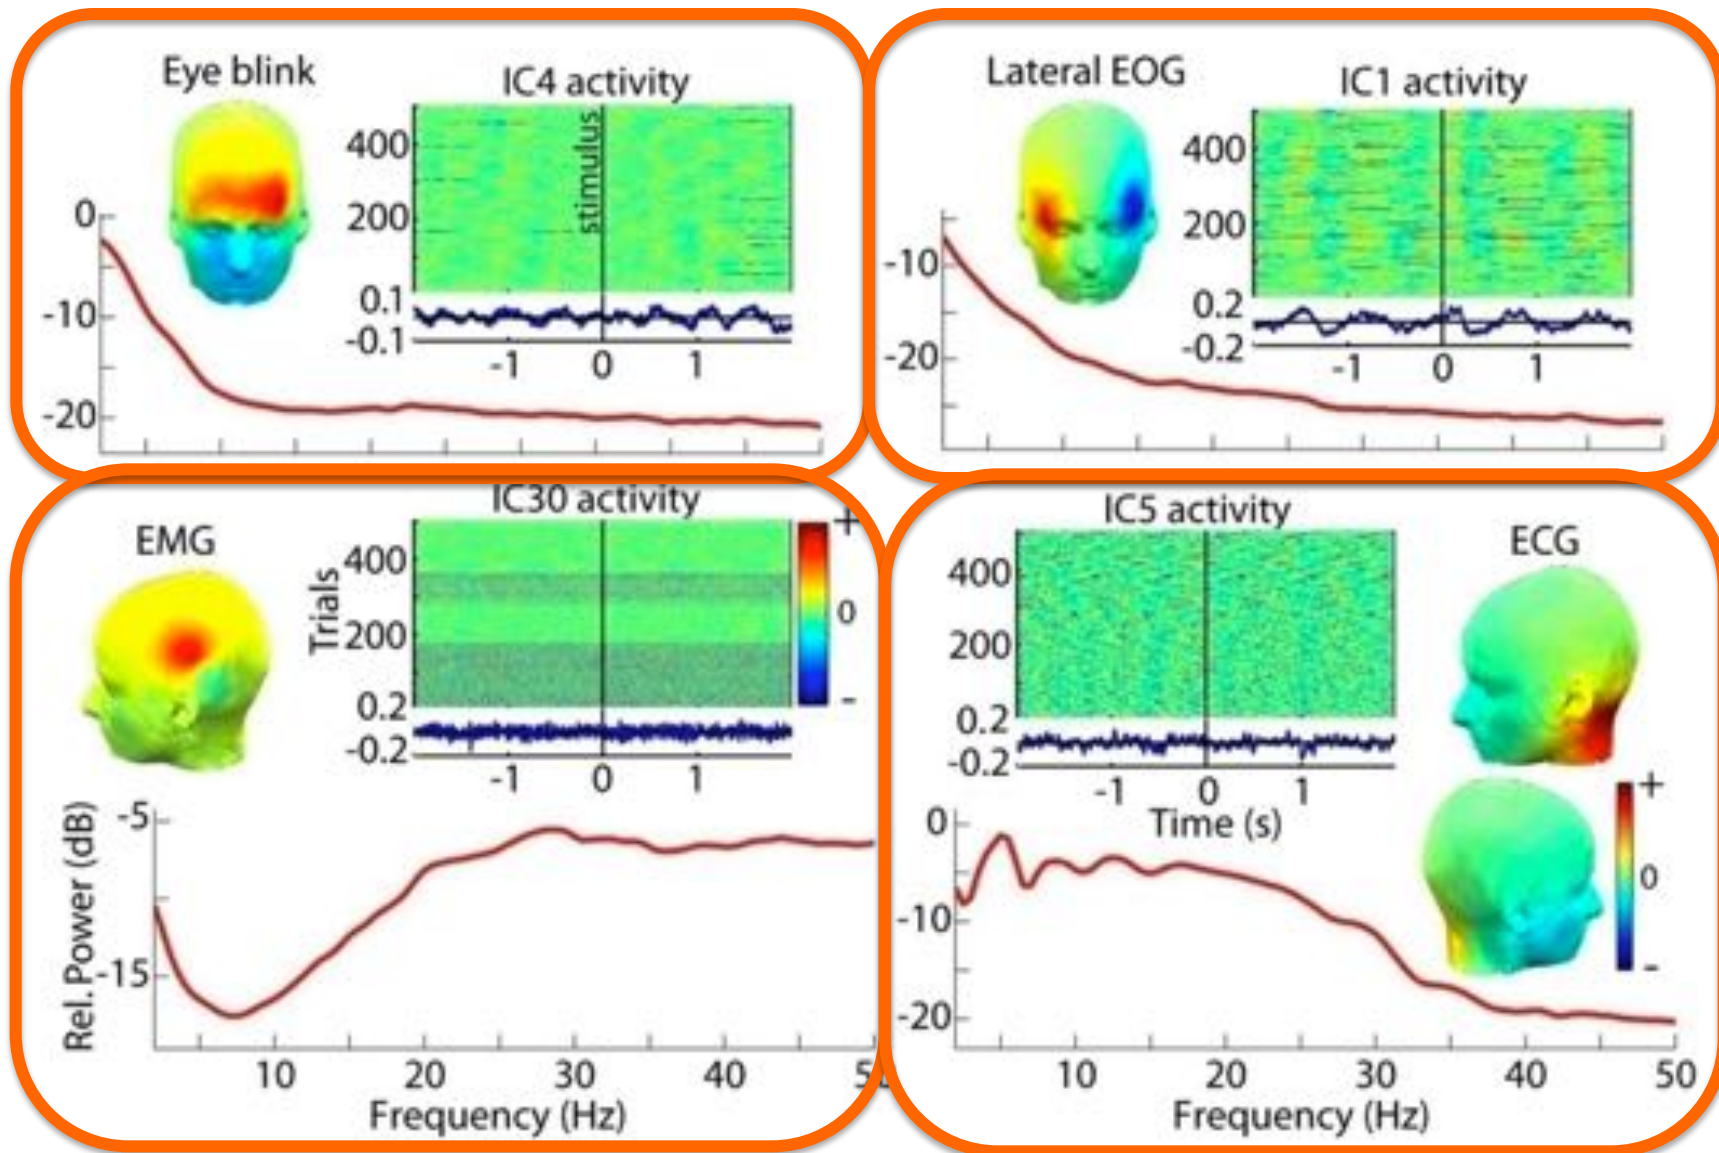 Eye blink
IC4 activity
stimulus
400
200
0
-10
-20
0.1
-0.1
-1 0 1
Lateral EOG
IC1 activity
400
200
-10
-20
0.2
-0.2
-1 0 1
EMG
IC30 activity
Trials
400
200
0.2
-0.2
-1 0 1
+
0
-
Rel. Power (dB)
-5
-15
10 20 30 40 50
Frequency (Hz)
IC5 activity
ECG
400
200
0.2
-0.2
-1 0 1
Time (s)
+
0
-
0
-10
-20
10 20 30 40 50
Frequency (Hz)